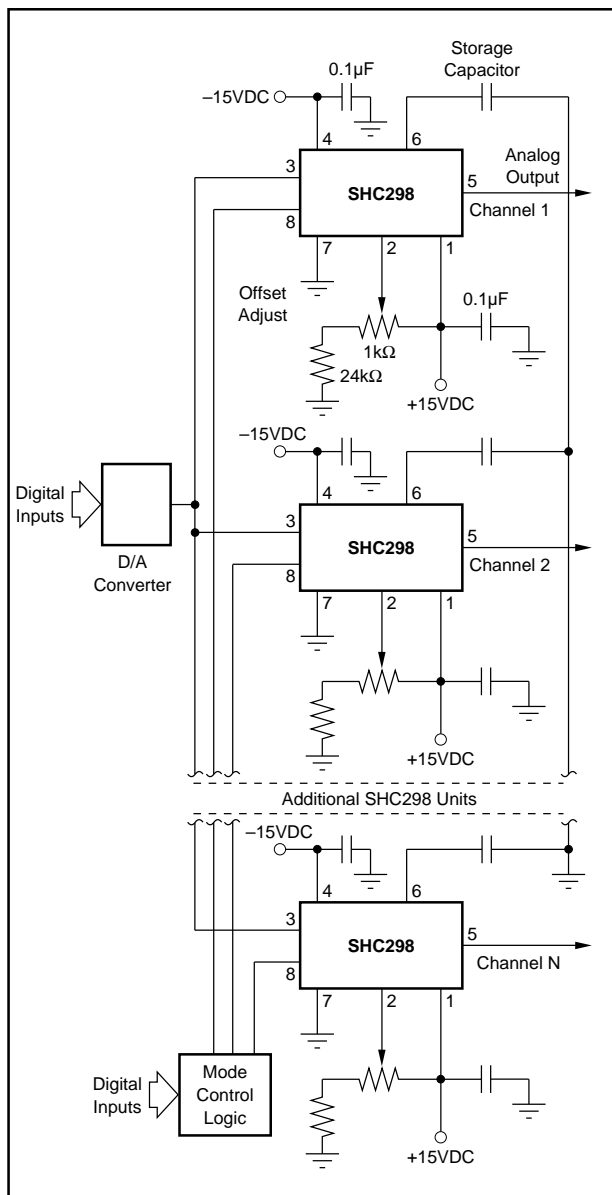 Storage
Capacitor
0.1µF
–15VDC
4
6
3
Analog
Output
5
SHC298
8
Channel 1
7
2
1
Offset
Adjust
0.1µF
1kΩ
24kΩ
+15VDC
–15VDC
4
6
Digital
Inputs
3
5
SHC298
D/A
Converter
8
Channel 2
7
2
1
+15VDC
Additional SHC298 Units
–15VDC
4
6
3
5
SHC298
8
Channel N
7
2
1
Mode
Control
Logic
Digital
Inputs
+15VDC